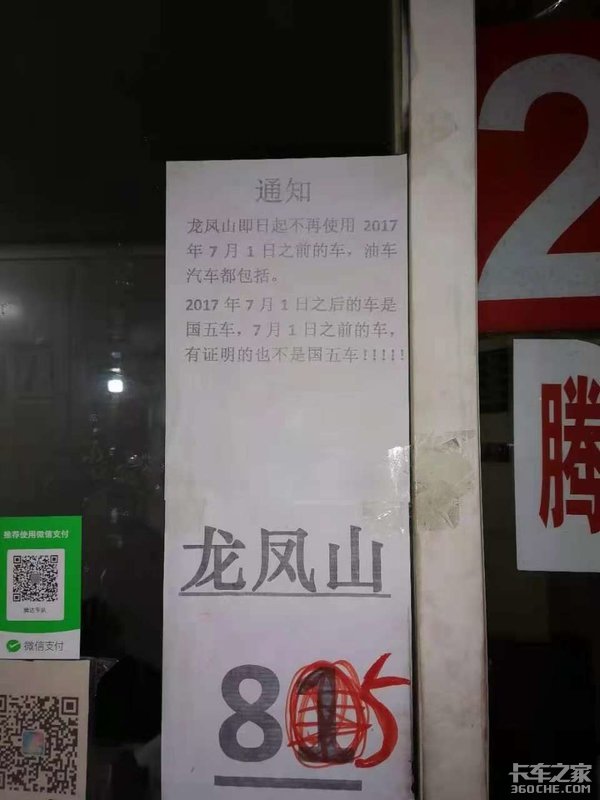 通知
龙凤山即日起不再使用 2017
年 7 月 1 日之前的车，油车
汽车都包括。
2017 年 7 月 1 日之后的车是
国五车，7 月 1 日之前的车，
有证明的也不是国五车!!!!!
龙凤山
85
2
腾
推荐使用微信支付
微信支付
卡车之家
360CHE.COM